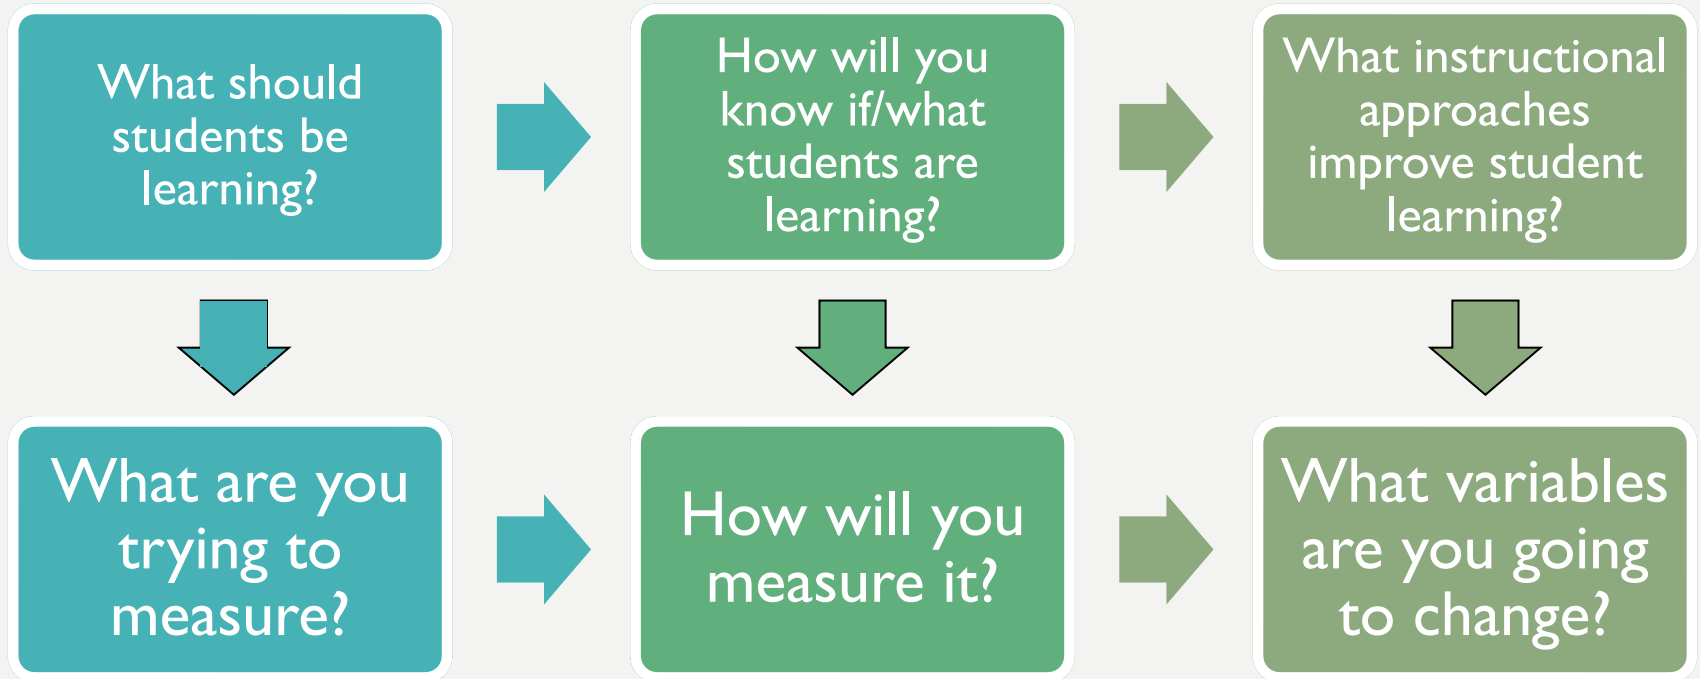 What should
students be
learning?
How will you
know if/what
students are
learning?
What instructional
approaches
improve student
learning?
What are you
trying to
measure?
How will you
measure it?
What variables
are you going
to change?